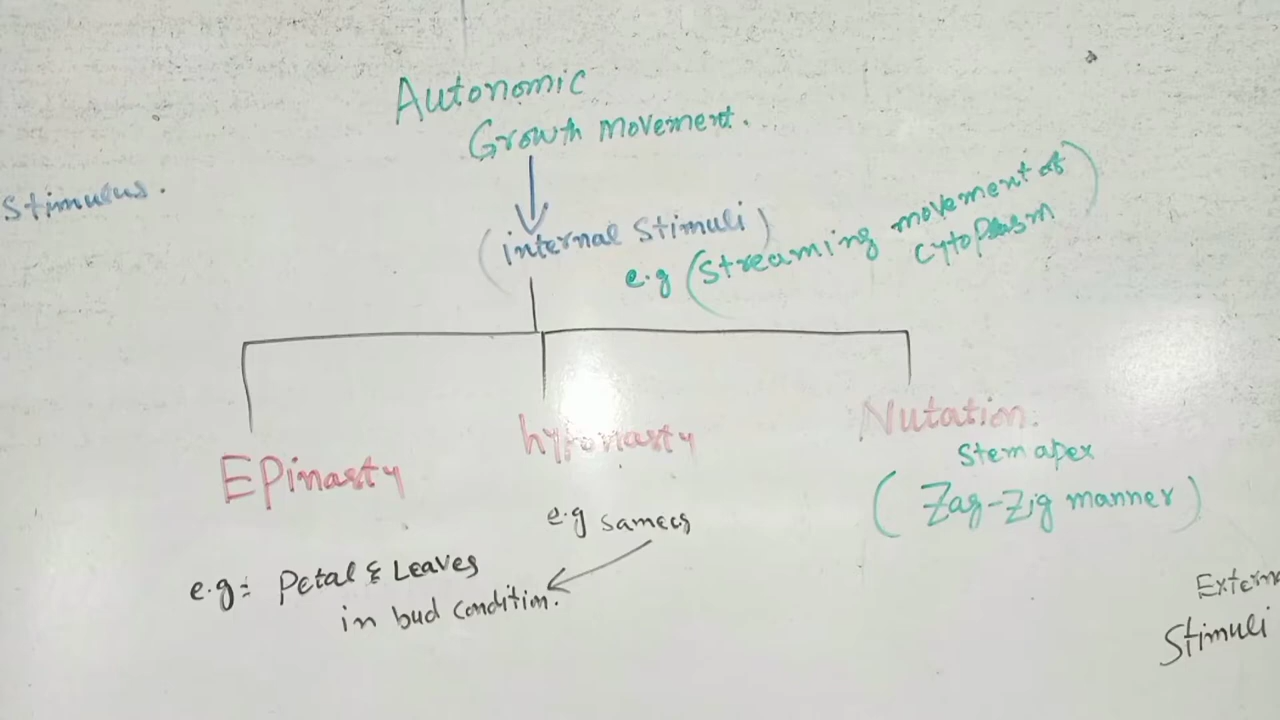 Autonomic
Growth movement.
Stimulus.
(internal Stimuli)
e.g (Streaming movement of
cytoplasm)
EPinasty
hyponasty
Nutation.
Stem apex
(Zag-Zig manner)
e.g
e.g:- Petal & Leaves
in bud condition.
Extern
Stimuli